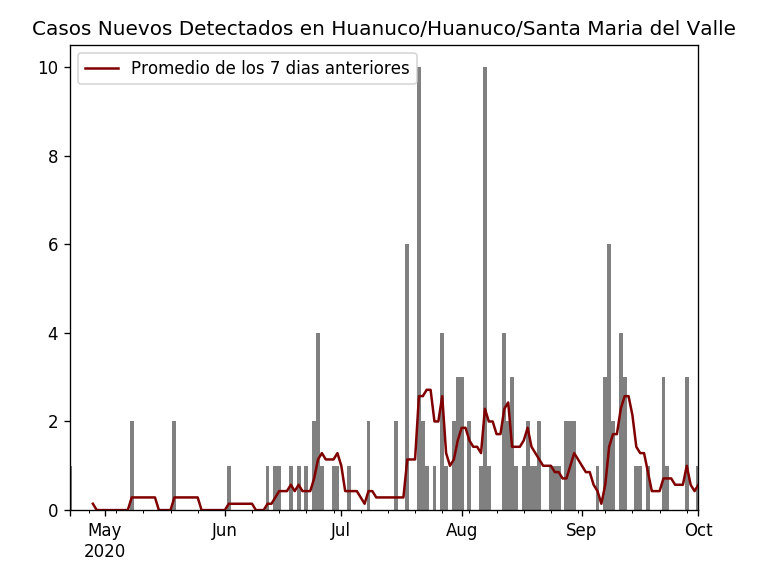 Casos Nuevos Detectados en Huanuco/Huanuco/Santa Maria del Valle
Promedio de los 7 dias anteriores
10
8
6
4
2
0
May Jun Jul Aug Sep Oct
2020